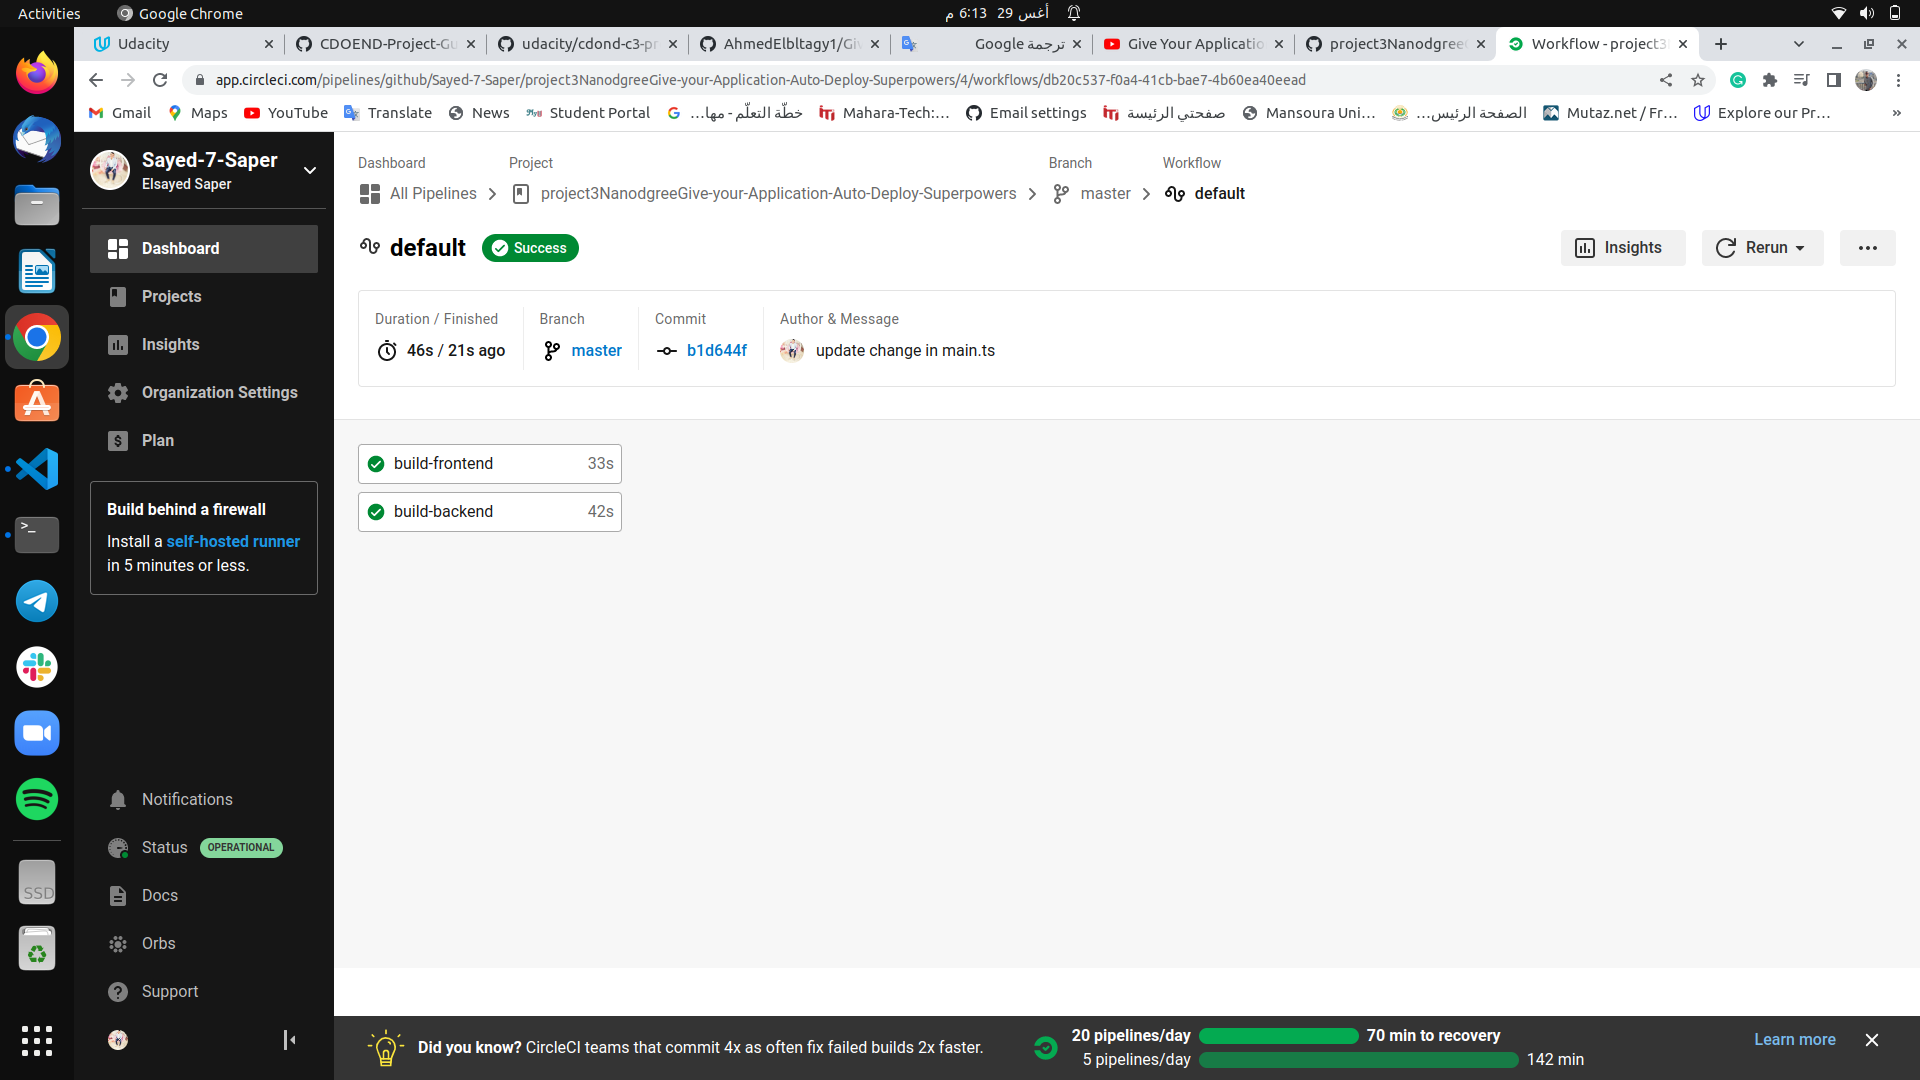 Activities
Google Chrome
أغس 29 6:13 م
Udacity
CDOEND-Project-Gu
udacity/cdond-c3-pr
AhmedElbltagy1/Giv
ترجمة Google
Give Your Applicatio
project3Nanodgree
Workflow - project3
app.circleci.com/pipelines/github/Sayed-7-Saper/project3NanodgreeGive-your-Application-Auto-Deploy-Superpowers/4/workflows/db20c537-f0a4-41cb-bae7-4b60ea40eead
Gmail
Maps
YouTube
Translate
News
Student Portal
خطّة التعلّم - مها...
Mahara-Tech:...
Email settings
صفحتي الرئيسة
Mansoura Uni...
الصفحة الرئيس...
Mutaz.net / Fr...
Explore our Pr...
»
Sayed-7-Saper
Elsayed Saper
Dashboard
Projects
Insights
Organization Settings
Plan
Build behind a firewall
Install a self-hosted runner
in 5 minutes or less.
Notifications
Status OPERATIONAL
Docs
Orbs
Support
SSD
Dashboard
Project
Branch
Workflow
All Pipelines
project3NanodgreeGive-your-Application-Auto-Deploy-Superpowers
master
default
default
Success
Insights
Rerun
Duration / Finished
Branch
Commit
Author & Message
46s / 21s ago
master
b1d644f
update change in main.ts
build-frontend 33s
build-backend 42s
Did you know? CircleCI teams that commit 4x as often fix failed builds 2x faster.
20 pipelines/day 70 min to recovery
5 pipelines/day 142 min
Learn more